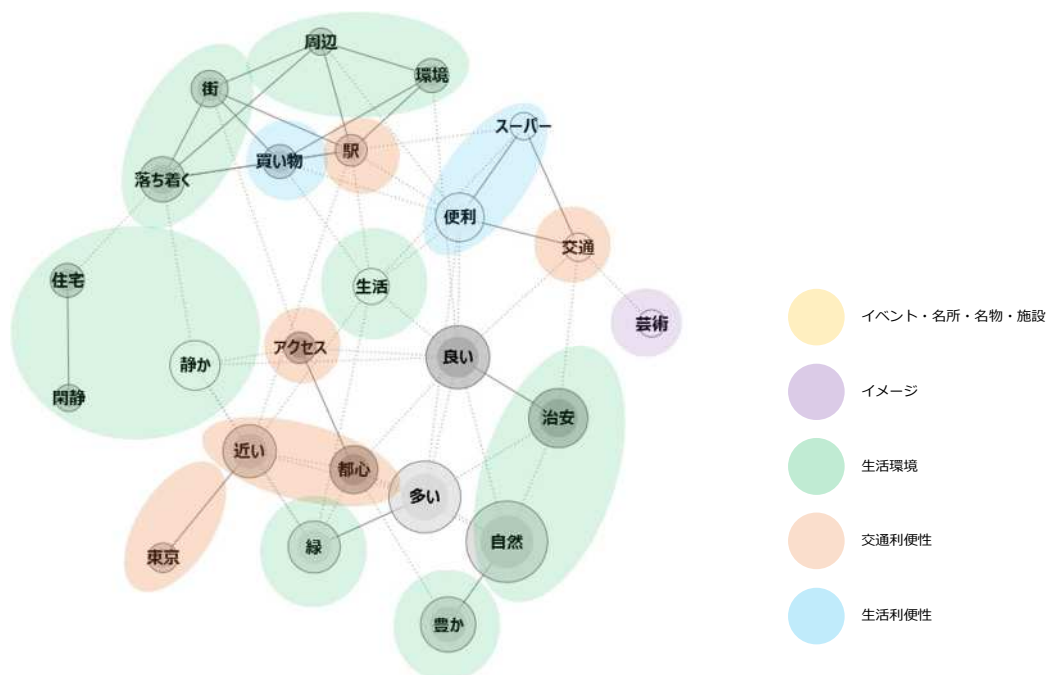 周辺
環境
街
スーパー
駅
買い物
落ち着く
便利
交通
住宅
生活
芸術
アクセス
良い
静か
閑静
治安
近い
都心
多い
自然
緑
東京
豊か
イベント・名所・名物・施設
イメージ
生活環境
交通利便性
生活利便性